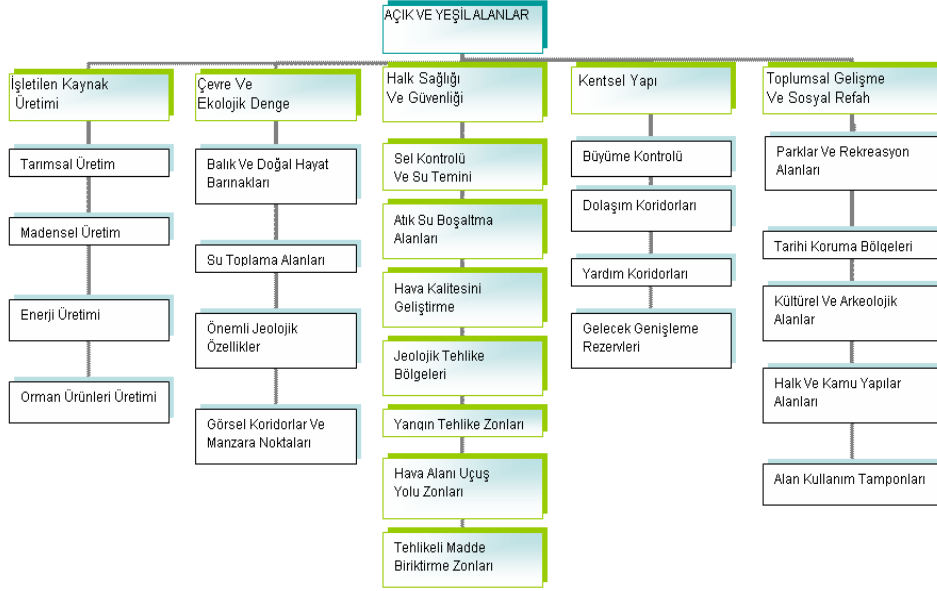 AÇIK VE YEŞİL ALANLAR
İşletilen Kaynak
Üretimi
Tarımsal Üretim
Madensel Üretim
Enerji Üretimi
Orman Ürünleri Üretimi
Çevre Ve
Ekolojik Denge
Balık Ve Doğal Hayat
Barınakları
Su Toplama Alanları
Önemli Jeolojik
Özellikler
Görsel Koridorlar Ve
Manzara Noktaları
Halk Sağlığı
Ve Güvenliği
Sel Kontrolü
Ve Su Temini
Atık Su Boşaltma
Alanları
Hava Kalitesini
Geliştirme
Jeolojik Tehlike
Bölgeleri
Yangın Tehlike Zonları
Hava Alanı Uçuş
Yolu Zonları
Tehlikeli Madde
Biriktirme Zonları
Kentsel Yapı
Büyüme Kontrolü
Dolaşım Koridorları
Yardım Koridorları
Gelecek Genişleme
Rezervleri
Toplumsal Gelişme
Ve Sosyal Refah
Parklar Ve Rekreasyon
Alanları
Tarihi Koruma Bölgeleri
Kültürel Ve Arkeolojik
Alanlar
Halk Ve Kamu Yapılar
Alanları
Alan Kullanım Tamponları